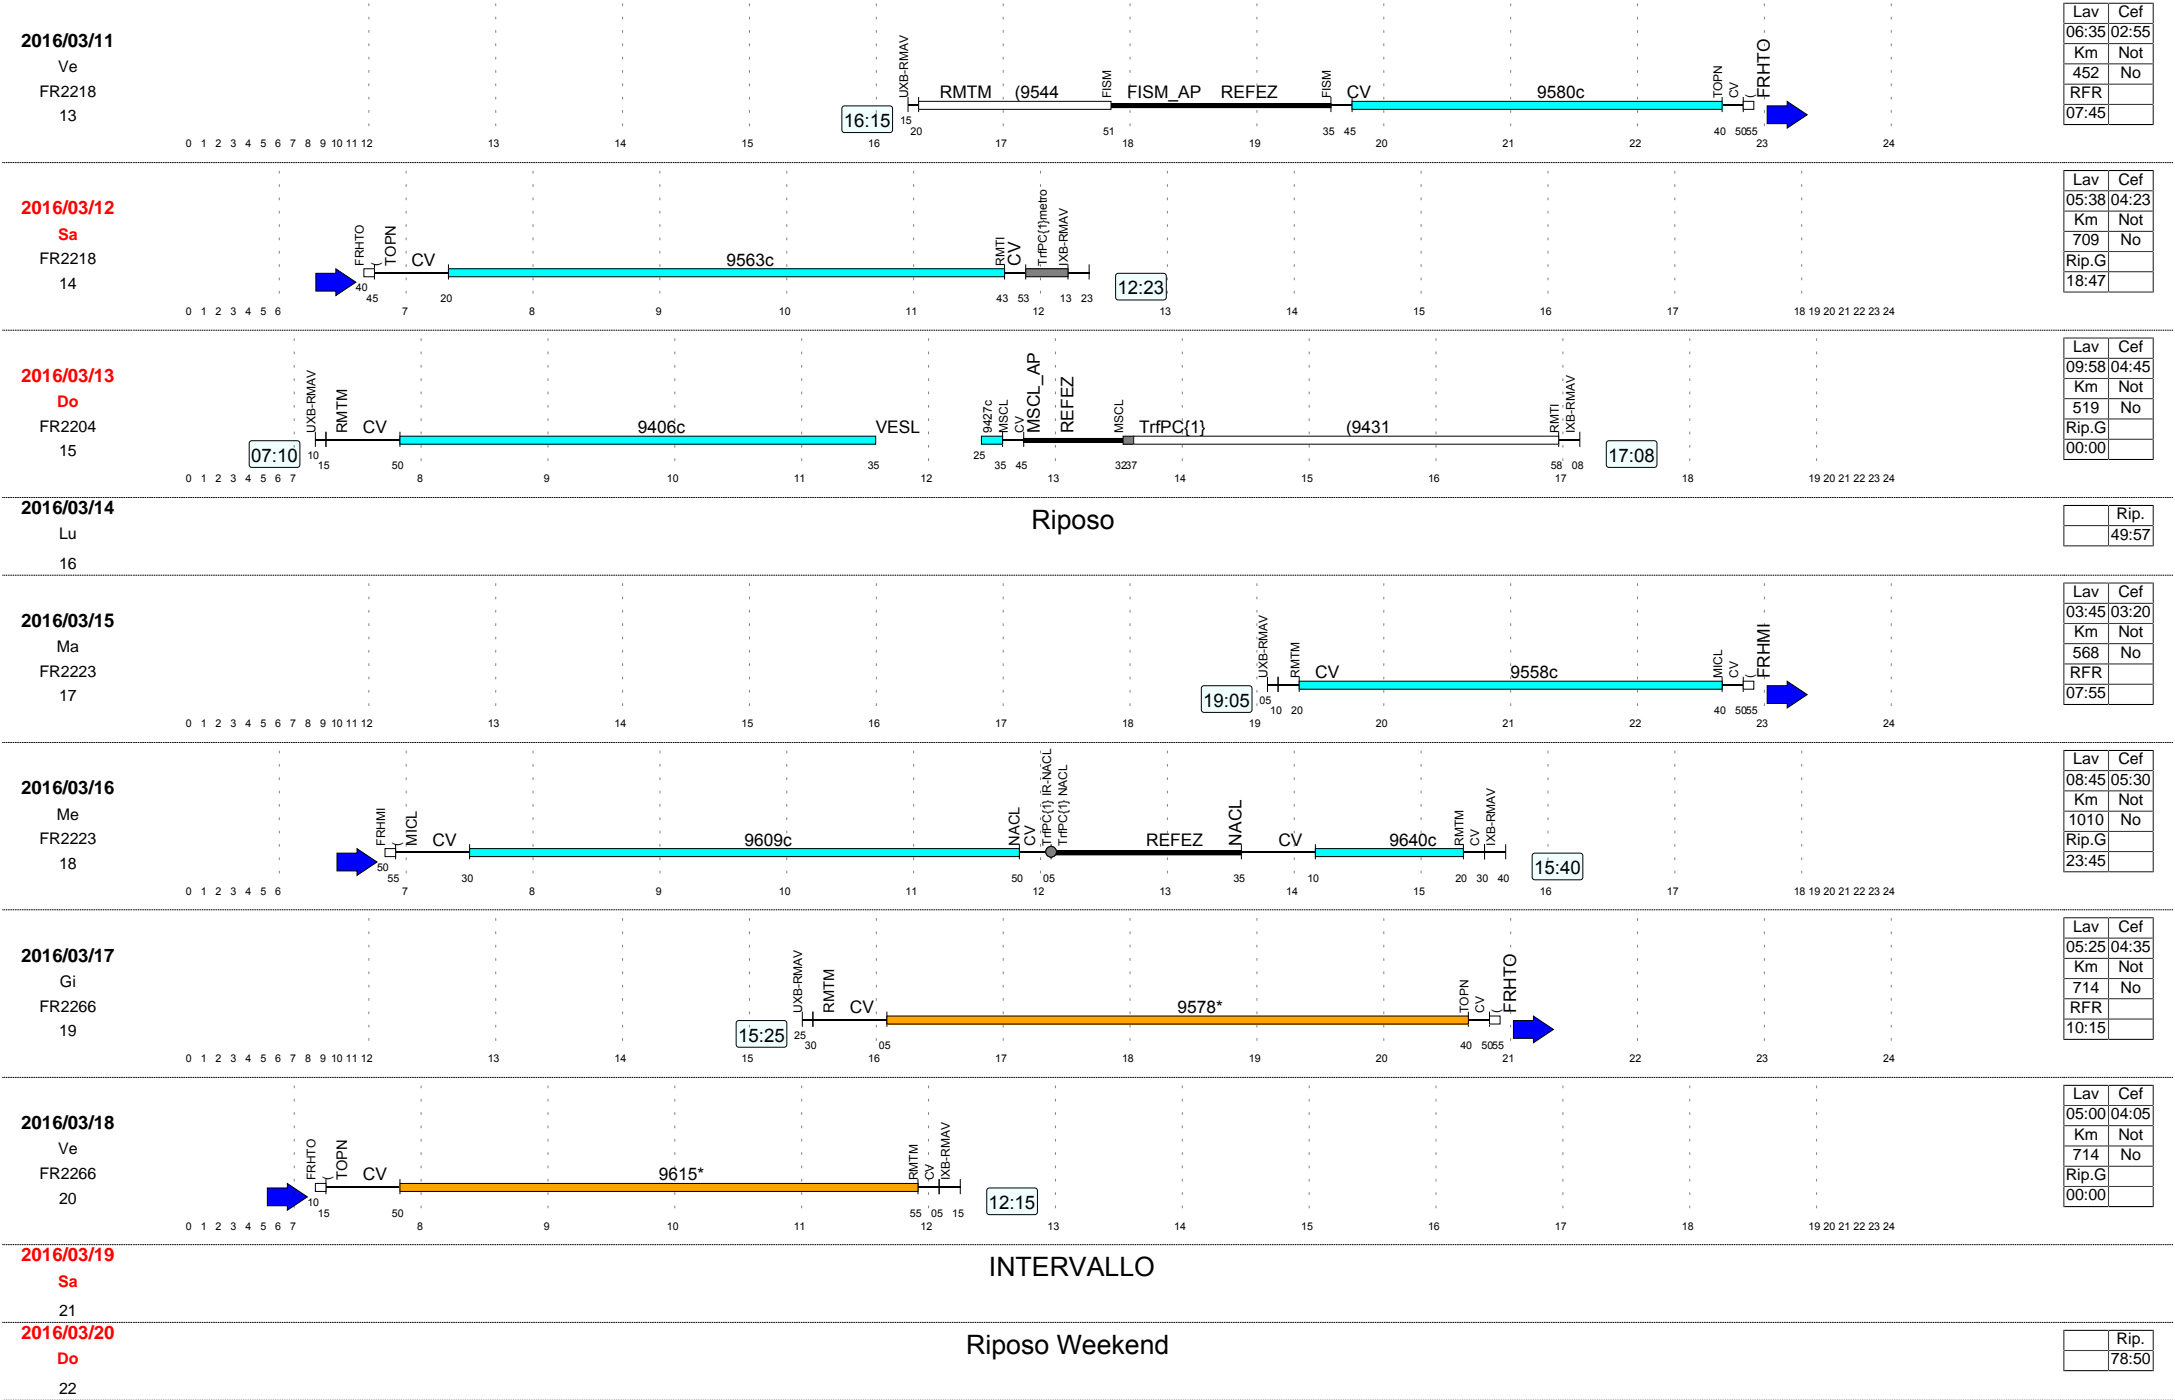 2016/03/11
Ve
FR2218
13
16:15
UXB-RMAV RMTM (9544 FISM FISM_AP REFEZ FISM CV 9580c TOPN CV ( FRHTO
15 20 51 35 45 40 50 55
0 1 2 3 4 5 6 7 8 9 10 11 12 13 14 15 16 17 18 19 20 21 22 23 24
Lav Cef
06:35 02:55
Km Not
452 No
RFR
07:45
2016/03/12
Sa
FR2218
14
FRHTO ( TOPN CV 9563c RMTI CV TrfPC{1}metro IXB-RMAV
40 45 20 43 53 13 23
12:23
0 1 2 3 4 5 6 7 8 9 10 11 12 13 14 15 16 17 18 19 20 21 22 23 24
Lav Cef
05:38 04:23
Km Not
709 No
Rip.G
18:47
2016/03/13
Do
FR2204
15
07:10
UXB-RMAV RMTM CV 9406c VESL 9427c MSCL CV MSCL_AP REFEZ MSCL TrfPC{1} (9431 RMTI IXB-RMAV
10 15 50 35 25 35 45 32 37 58 08
17:08
0 1 2 3 4 5 6 7 8 9 10 11 12 13 14 15 16 17 18 19 20 21 22 23 24
Lav Cef
09:58 04:45
Km Not
519 No
Rip.G
00:00
2016/03/14
Lu
16
Riposo
Rip.
49:57
2016/03/15
Ma
FR2223
17
19:05
UXB-RMAV RMTM CV 9558c MICL CV ( FRHMI
05 10 20 40 50 55
0 1 2 3 4 5 6 7 8 9 10 11 12 13 14 15 16 17 18 19 20 21 22 23 24
Lav Cef
03:45 03:20
Km Not
568 No
RFR
07:55
2016/03/16
Me
FR2223
18
FRHMI ( MICL CV 9609c NACL CV TrfPC{1} IR-NACL TrfPC{1} NACL REFEZ NACL CV 9640c RMTM CV IXB-RMAV
50 55 30 50 05 35 10 20 30 40
15:40
0 1 2 3 4 5 6 7 8 9 10 11 12 13 14 15 16 17 18 19 20 21 22 23 24
Lav Cef
08:45 05:30
Km Not
1010 No
Rip.G
23:45
2016/03/17
Gi
FR2266
19
15:25
UXB-RMAV RMTM CV 9578* TOPN CV ( FRHTO
25 30 05 40 50 55
0 1 2 3 4 5 6 7 8 9 10 11 12 13 14 15 16 17 18 19 20 21 22 23 24
Lav Cef
05:25 04:35
Km Not
714 No
RFR
10:15
2016/03/18
Ve
FR2266
20
FRHTO ( TOPN CV 9615* RMTM CV IXB-RMAV
10 15 50 55 05 15
12:15
0 1 2 3 4 5 6 7 8 9 10 11 12 13 14 15 16 17 18 19 20 21 22 23 24
Lav Cef
05:00 04:05
Km Not
714 No
Rip.G
00:00
2016/03/19
Sa
21
INTERVALLO
2016/03/20
Do
22
Riposo Weekend
Rip.
78:50